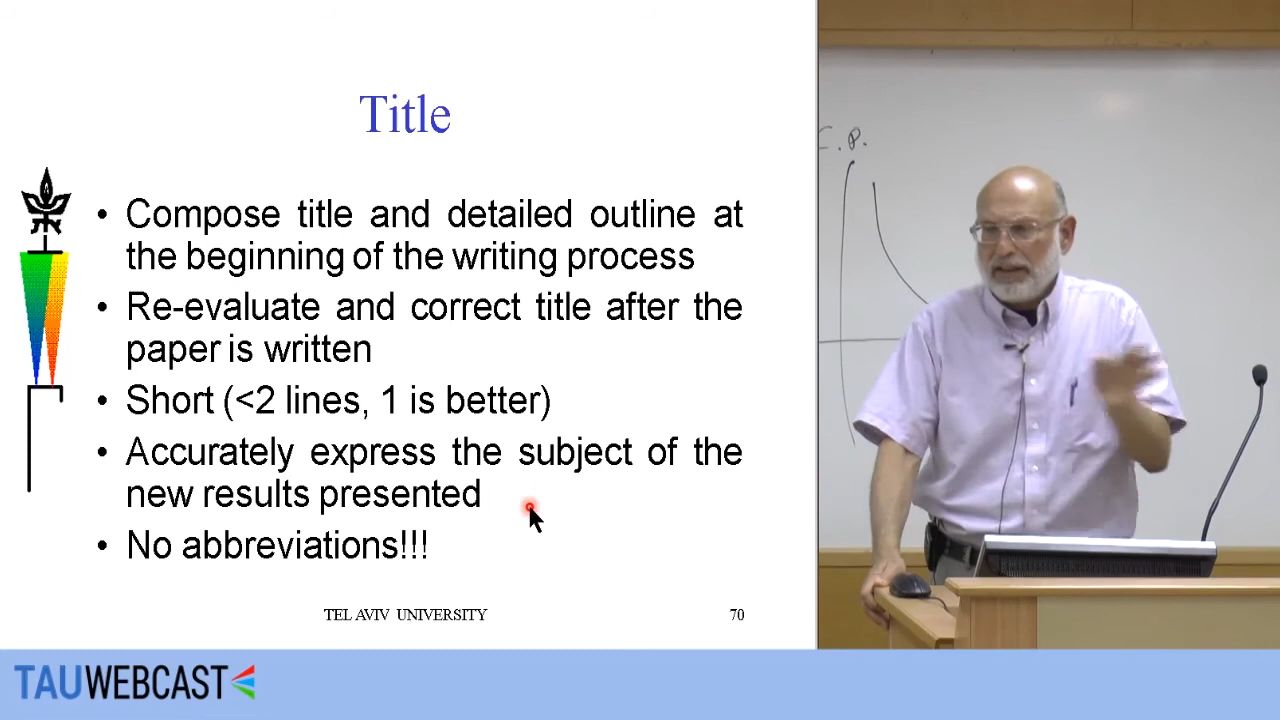 Title
• Compose title and detailed outline at
the beginning of the writing process
• Re-evaluate and correct title after the
paper is written
• Short (<2 lines, 1 is better)
• Accurately express the subject of the
new results presented
• No abbreviations!!!
TEL AVIV UNIVERSITY
70
TAUWEBCAST